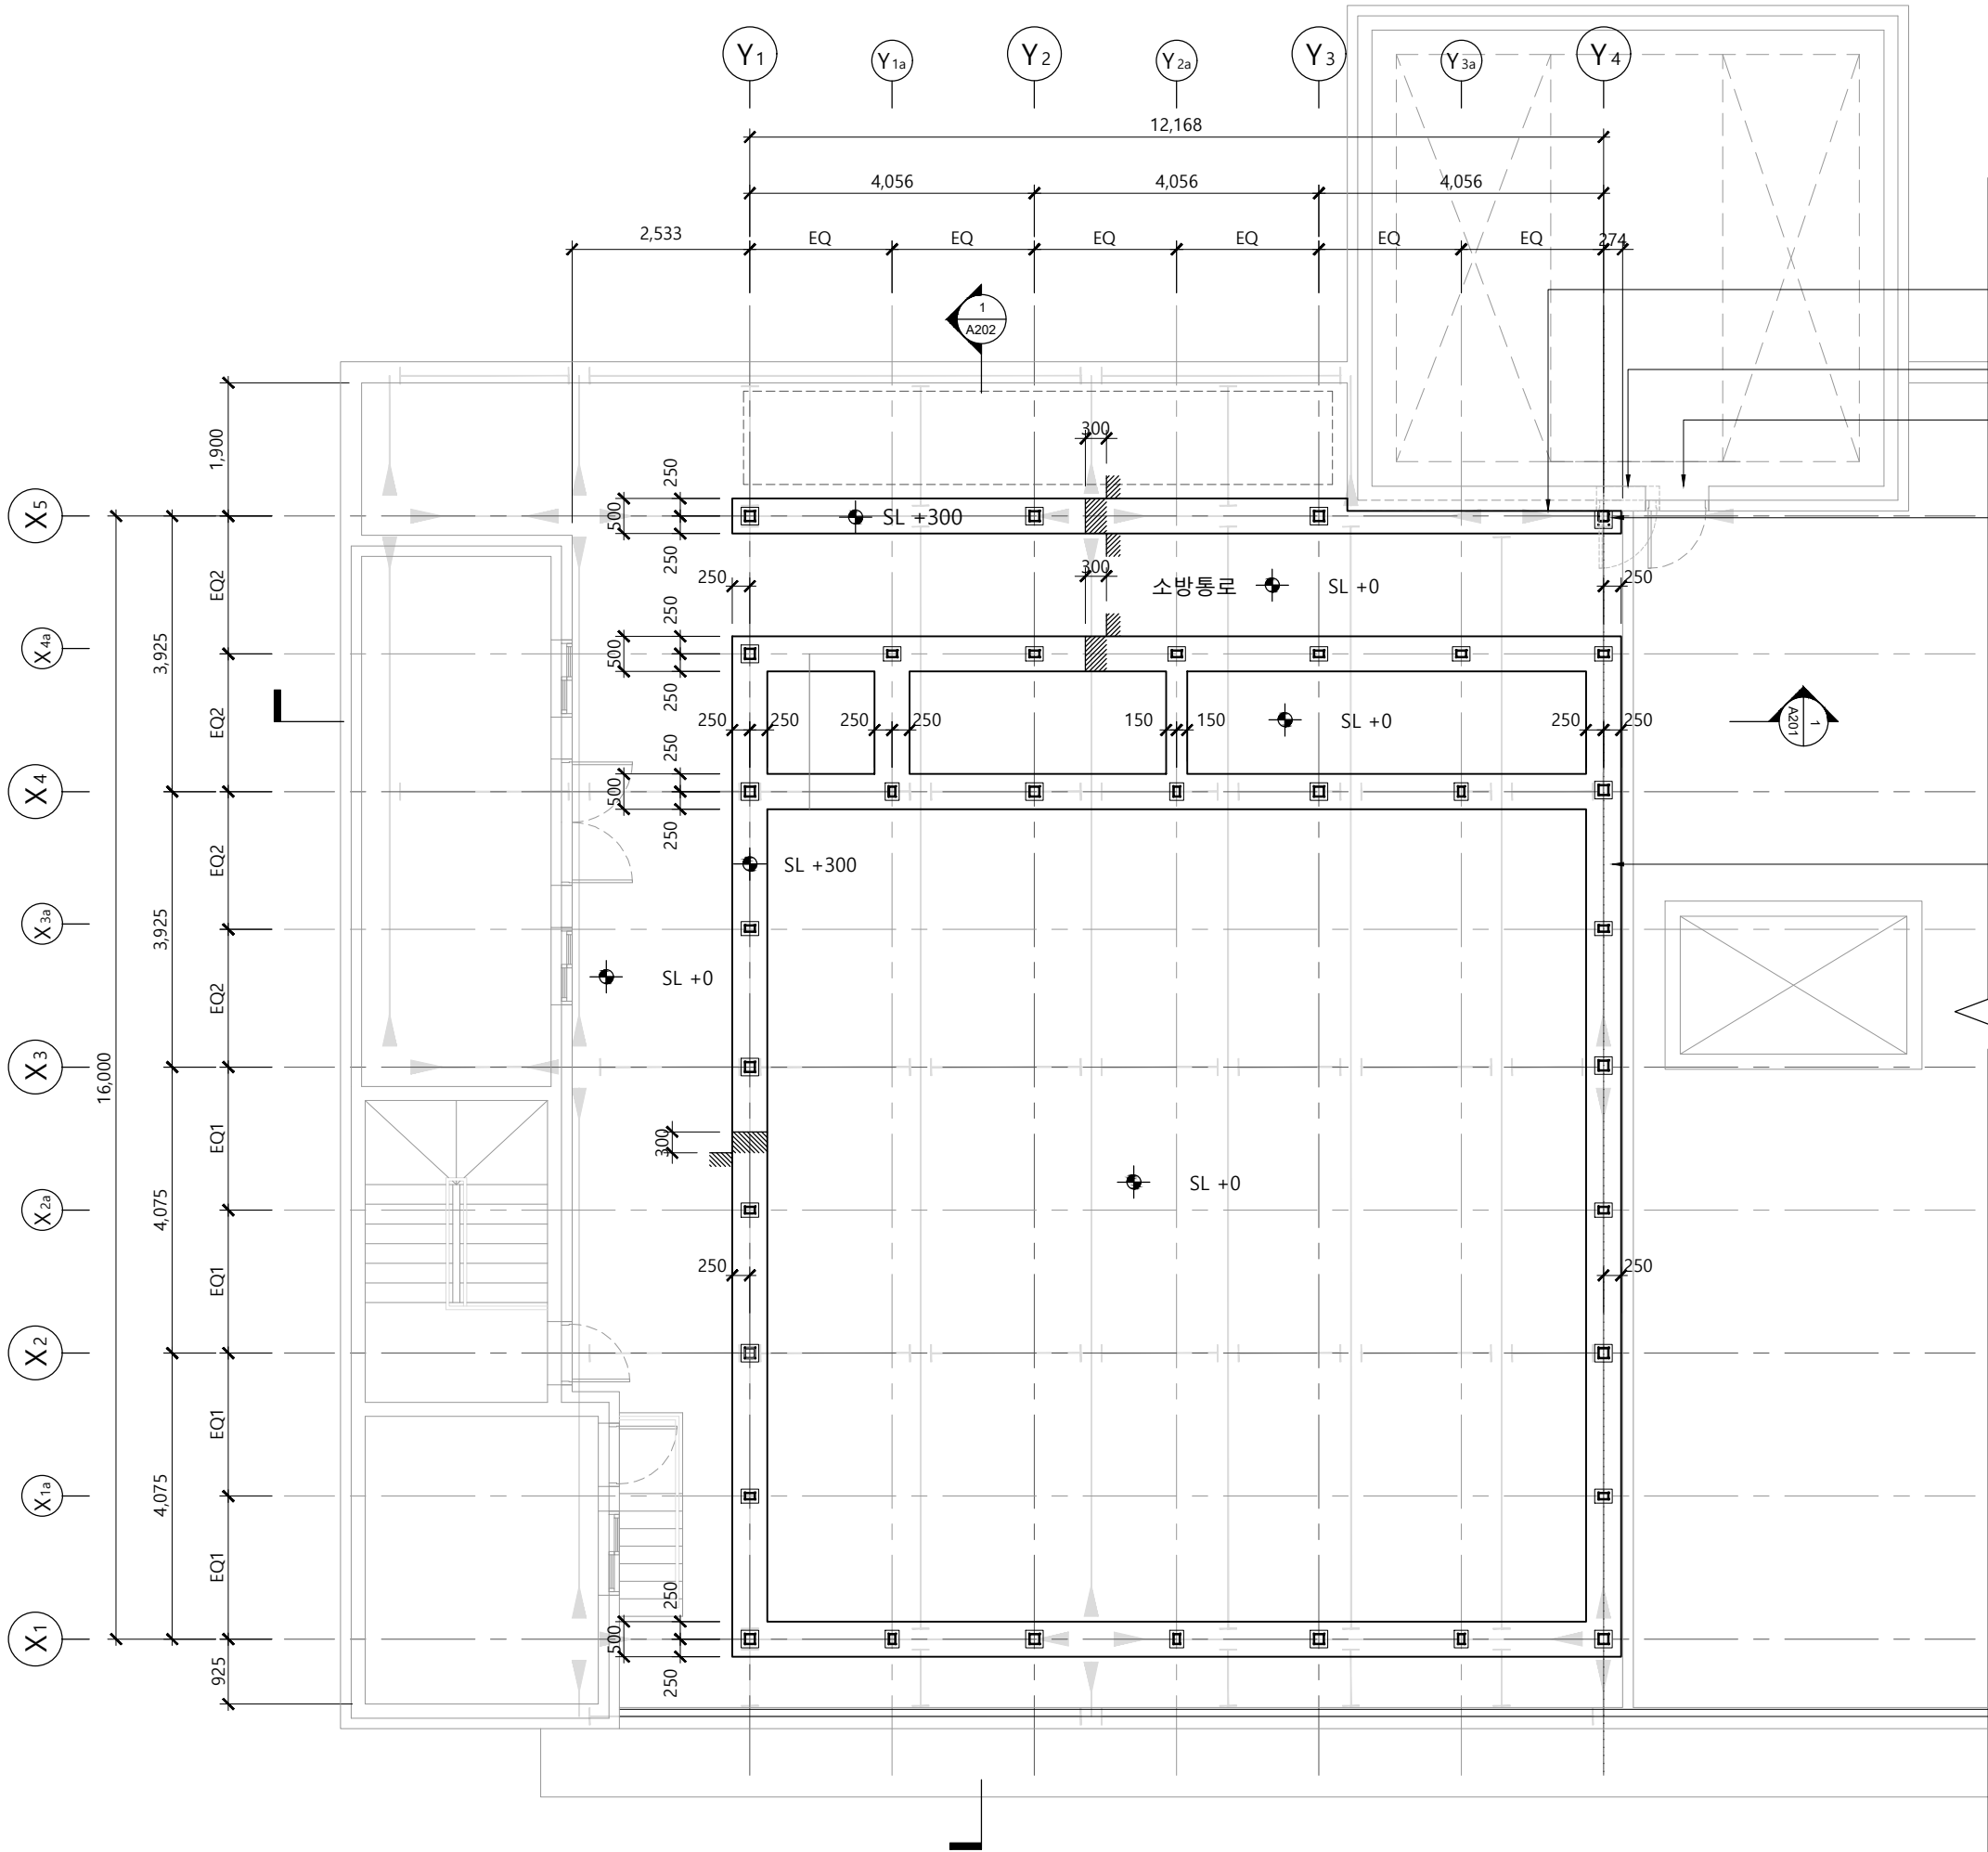 Y1 Y1a Y2 Y2a Y3 Y3a Y4
12,168
4,056 4,056 4,056
2,533 EQ EQ EQ EQ EQ EQ 274
1
A202
1,900
300
250
X5
500
SL +300
250
300
250
소방통로
SL +0
250
EQ2
250
X4a
500
3,925
250
EQ2
250 250 250 250 150 150
SL +0
250 250
1
A201
250
X4
500
250
EQ2
SL +300
X3a
3,925
EQ2
SL +0
X3
16,000
EQ1
300
SL +0
X2a
4,075
EQ1
250
250
X2
EQ1
X1a
4,075
EQ1
250
X1
500
250
925